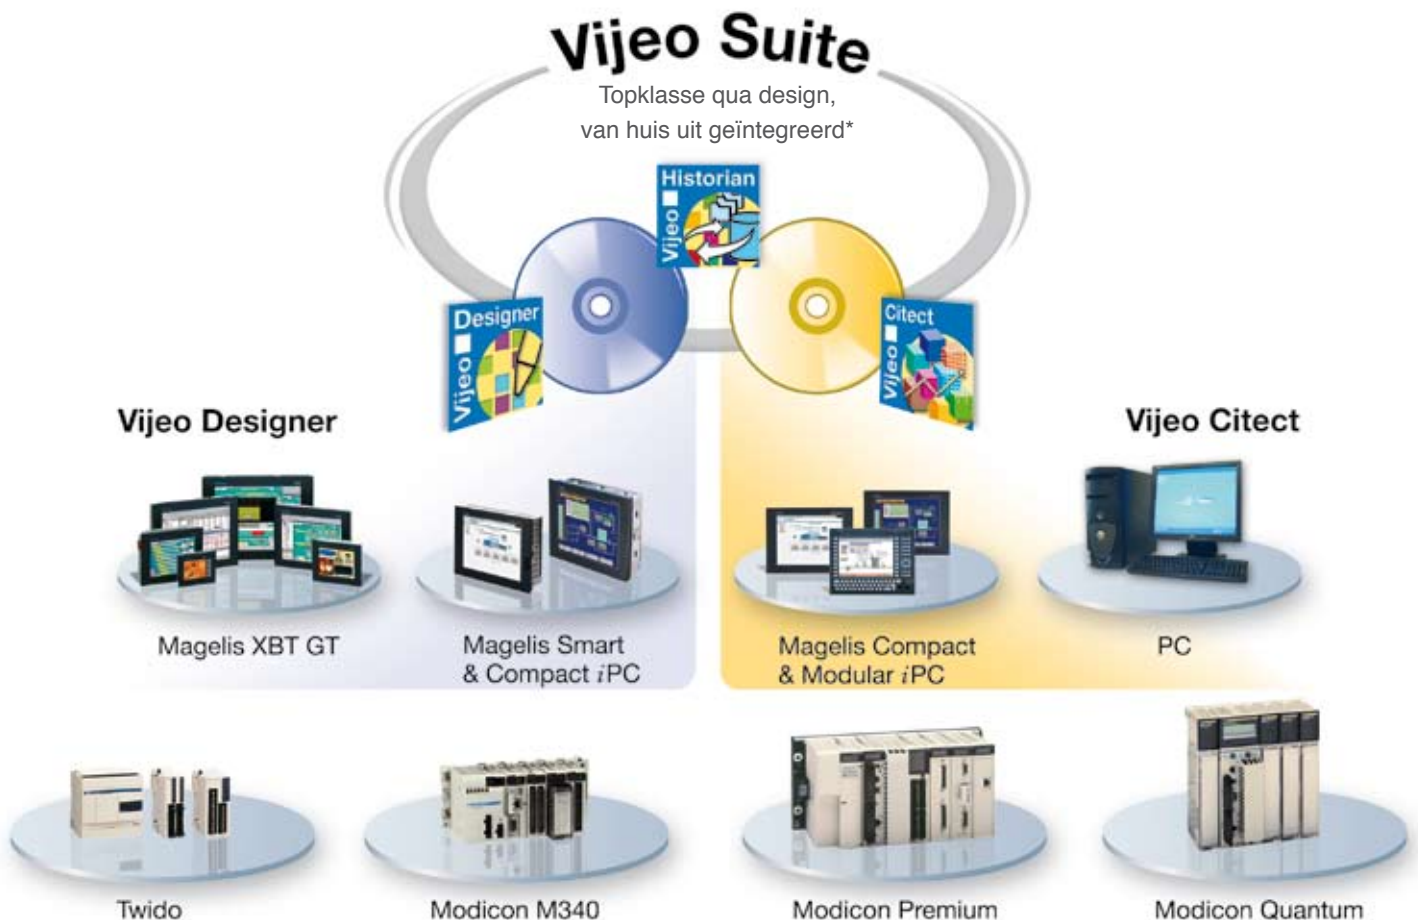 Vijeo Suite
Topklasse qua design,
van huis uit geïntegreerd*
Historian
Vijeo
Designer
Vijeo
Citect
Vijeo
Vijeo Designer
Vijeo Citect
Magelis XBT GT
Magelis Smart
& Compact iPC
Magelis Compact
& Modular iPC
PC
Twido
Modicon M340
Modicon Premium
Modicon Quantum